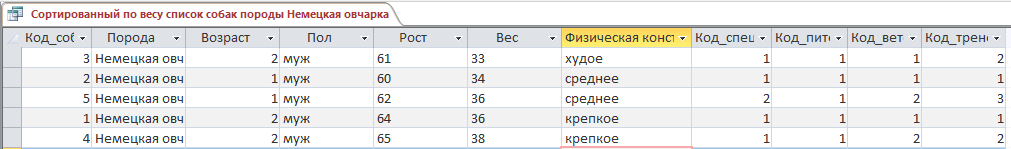 Сортированный по весу список собак породы Немецкая овчарка
Код_соб Порода Возраст Пол Рост Вес Физическая конст Код_спец Код_пито Код_вет Код_трен
3 Немецкая овч 2 муж 61 33 худое 1 1 1 2
2 Немецкая овч 1 муж 60 34 среднее 1 1 1 1
5 Немецкая овч 1 муж 62 36 среднее 2 1 2 3
1 Немецкая овч 2 муж 64 36 крепкое 1 1 1 1
4 Немецкая овч 2 муж 65 38 крепкое 1 1 2 2